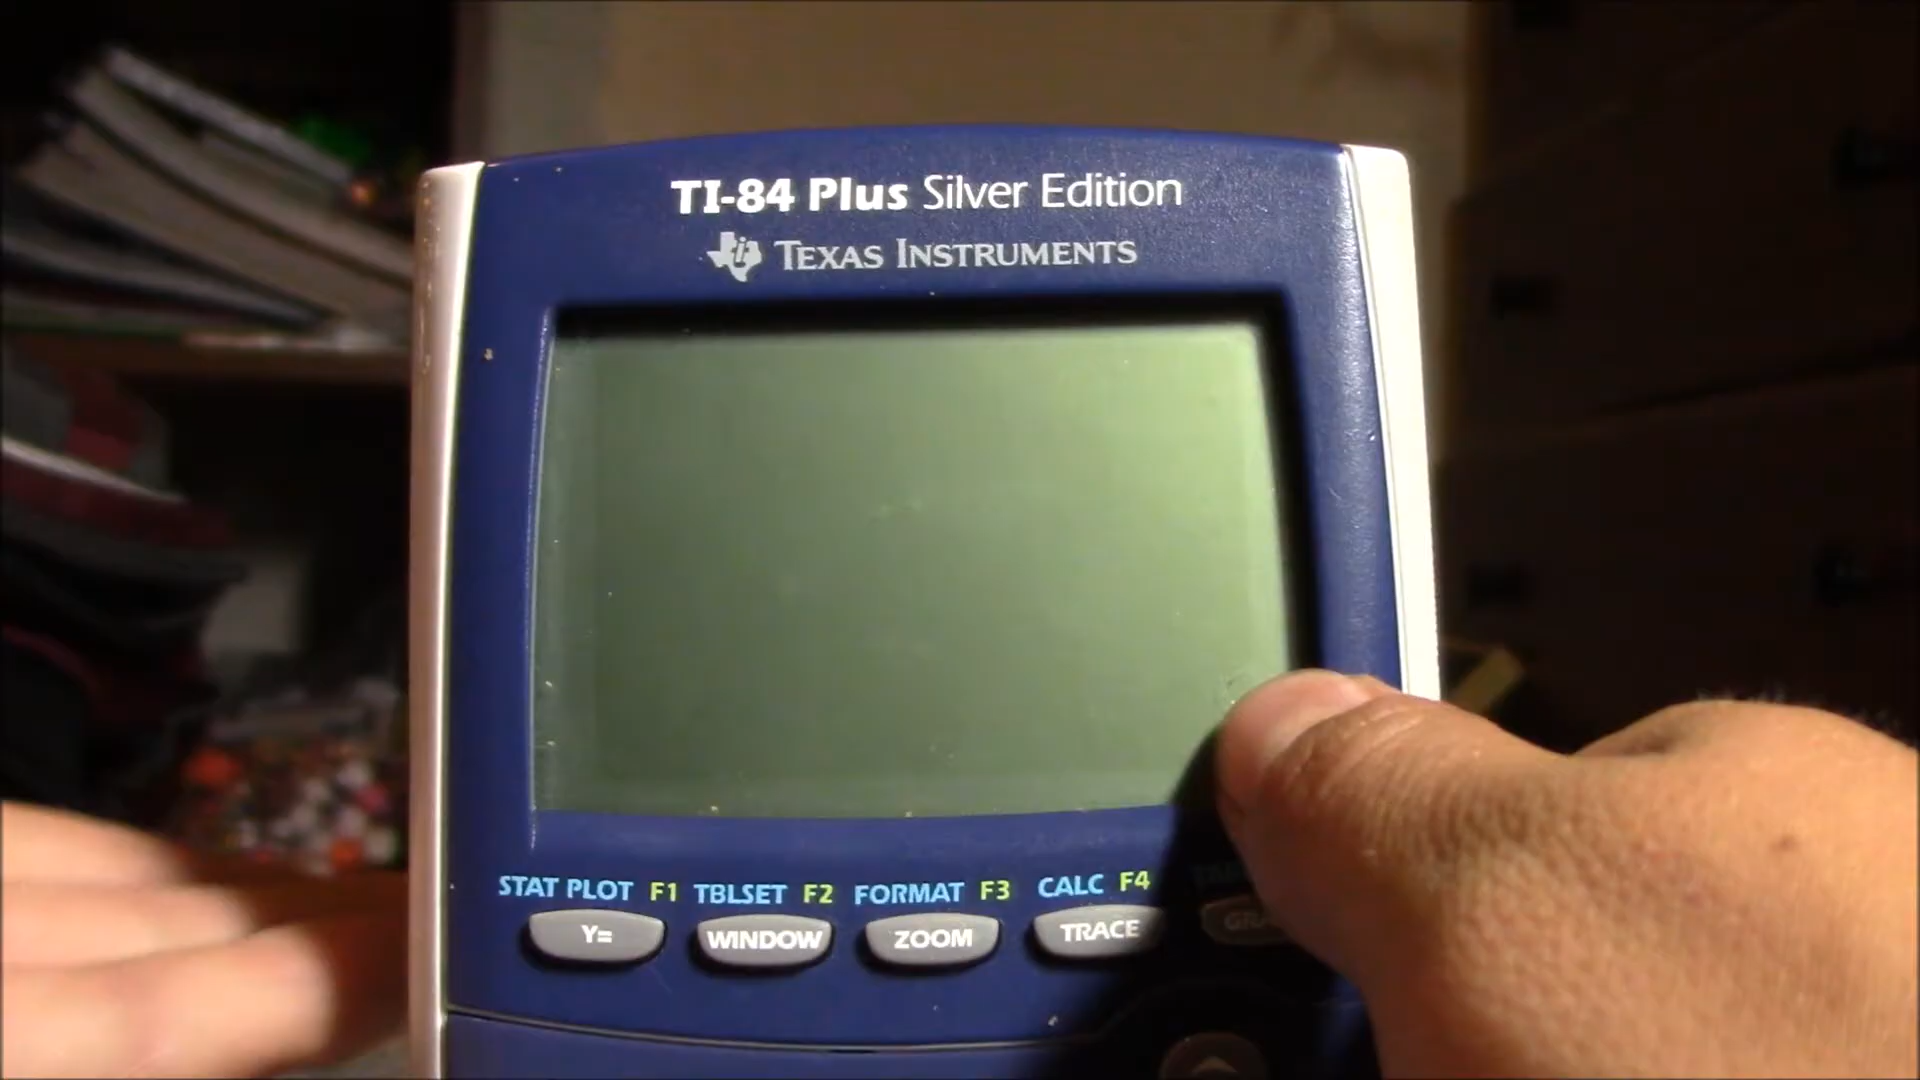 TI-84 Plus Silver Edition
TEXAS INSTRUMENTS
STAT PLOT F1 TBLSET F2 FORMAT F3 CALC F4
Y= WINDOW ZOOM TRACE